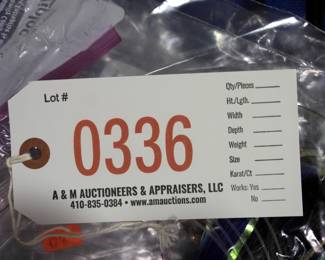 Lot #
0336
Qty/Pieces
Ht./Lgth.
Width
Depth
Weight
Size
Karat/Ct
Works: Yes
No
A & M AUCTIONEERS & APPRAISERS, LLC
410-835-0384 • www.amauctions.com